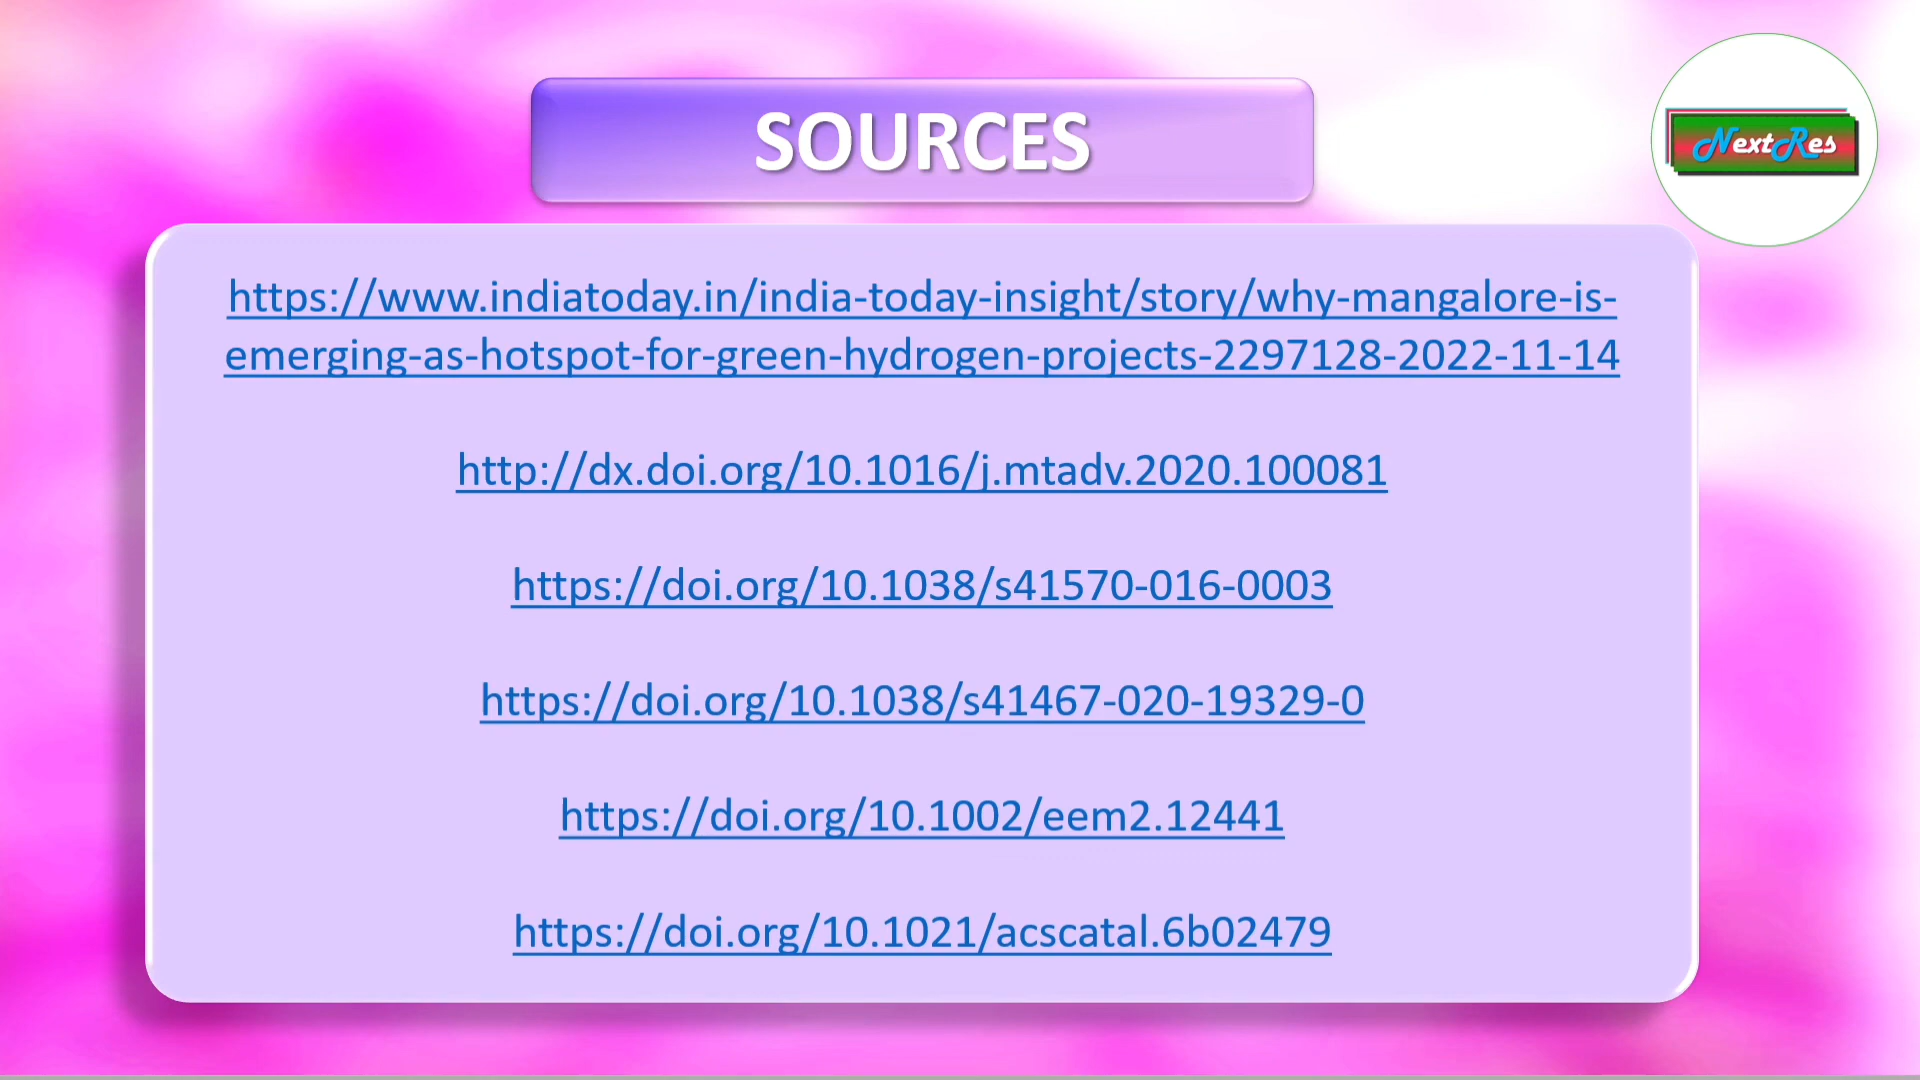 SOURCES
NextRes
https://www.indiatoday.in/india-today-insight/story/why-mangalore-is-
emerging-as-hotspot-for-green-hydrogen-projects-2297128-2022-11-14
http://dx.doi.org/10.1016/j.mtadv.2020.100081
https://doi.org/10.1038/s41570-016-0003
https://doi.org/10.1038/s41467-020-19329-0
https://doi.org/10.1002/eem2.12441
https://doi.org/10.1021/acscatal.6b02479